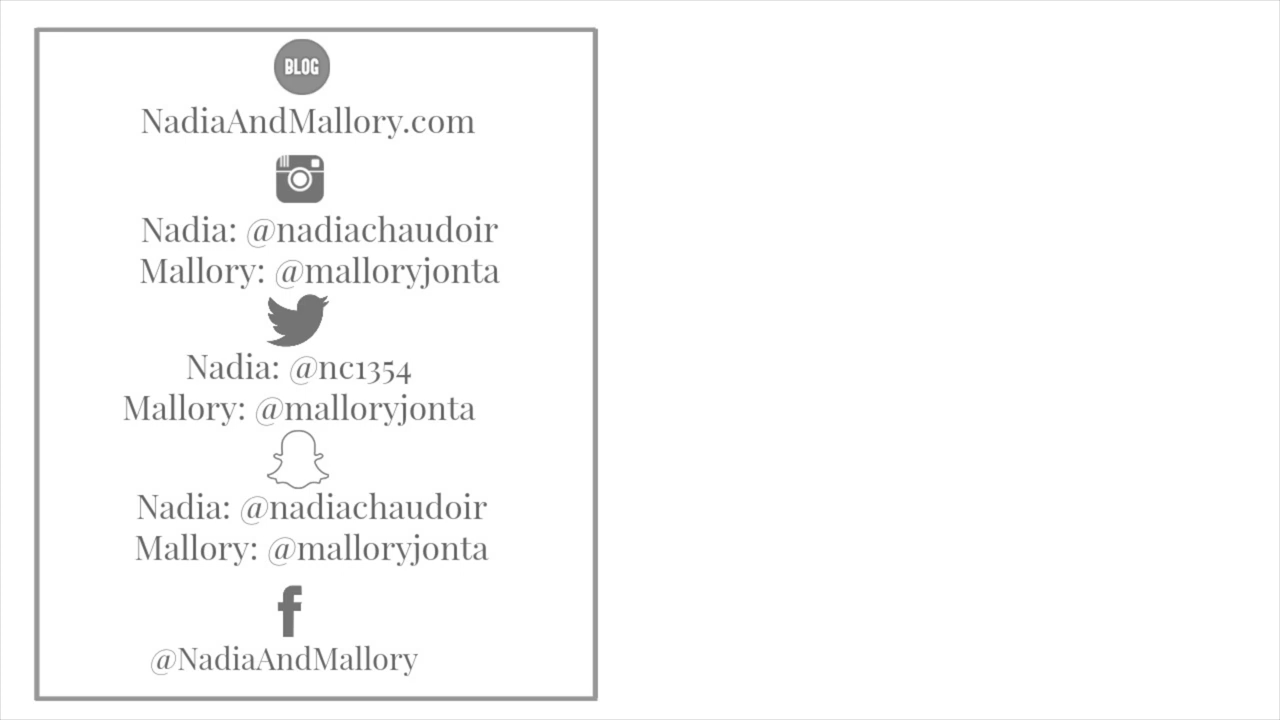 BLOG
NadiaAndMallory.com
Nadia: @nadiachaudoir
Mallory: @malloryjonta
Nadia: @nc1354
Mallory: @malloryjonta
Nadia: @nadiachaudoir
Mallory: @malloryjonta
@NadiaAndMallory